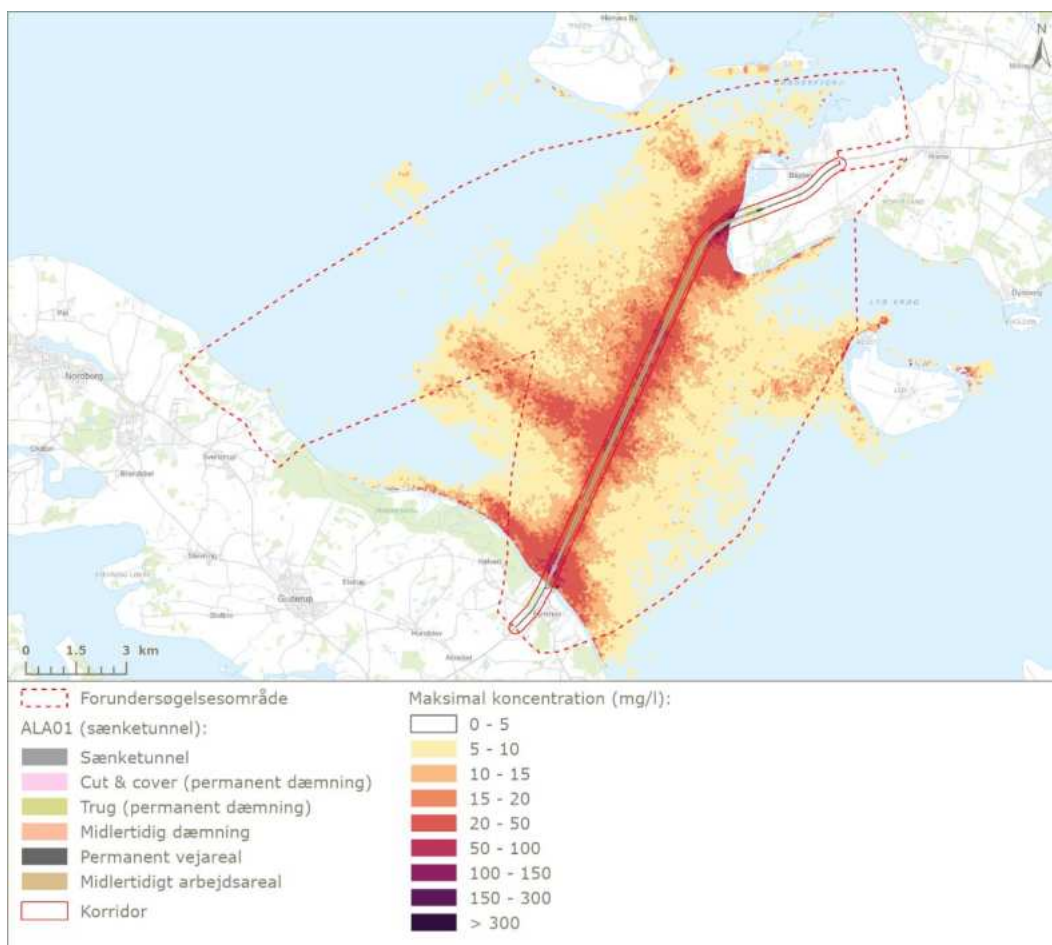 N
Bøjden
Nordborg
Svenstrup
Guderup
0 1.5 3 km
Forundersøgelsesområde
ALA01 (sænketunnel):
Sænketunnel
Cut & cover (permanent dæmning)
Trug (permanent dæmning)
Midlertidig dæmning
Permanent vejareal
Midlertidigt arbejdsareal
Korridor
Maksimal koncentration (mg/l):
0 - 5
5 - 10
10 - 15
15 - 20
20 - 50
50 - 100
100 - 150
150 - 300
> 300